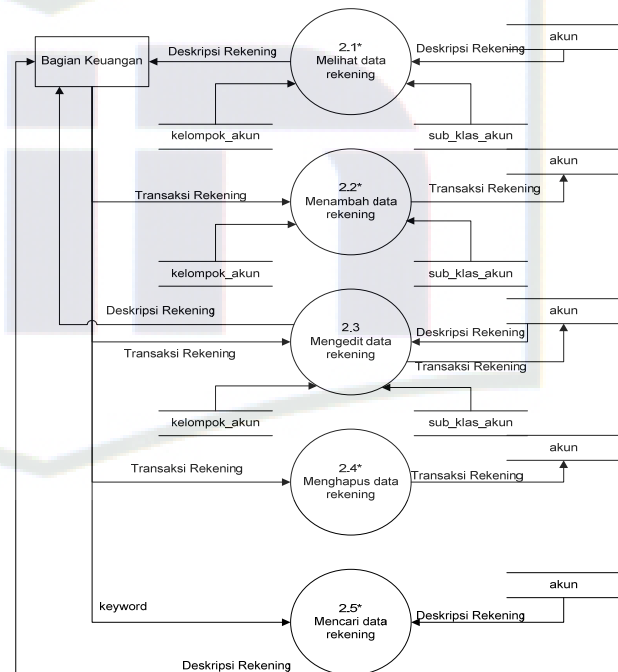 akun
2.1*
Deskripsi Rekening
Melihat data
Deskripsi Rekening
Bagian Keuangan
rekening
kelompok_akun
sub_klas_akun
akun
2.2*
Transaksi Rekening
Menambah data
Transaksi Rekening
rekening
kelompok_akun
sub_klas_akun
Deskripsi Rekening
akun
2.3
Deskripsi Rekening
Mengedit data
Transaksi Rekening
rekening
Transaksi Rekening
kelompok_akun
sub_klas_akun
akun
Transaksi Rekening
2.4*
Menghapus data
Transaksi Rekening
rekening
akun
keyword
2.5*
Mencari data
Deskripsi Rekening
rekening
Deskripsi Rekening